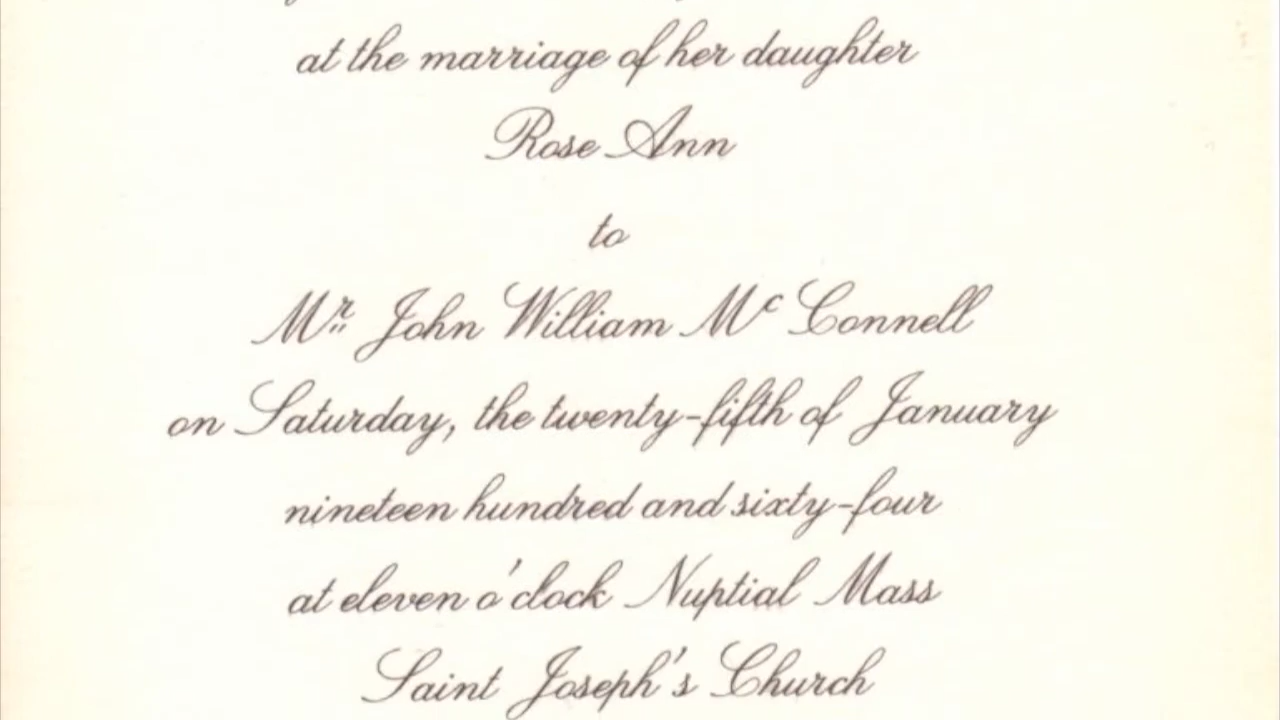 at the marriage of her daughter
Rose Ann
to
Mr. John William McConnell
on Saturday, the twenty-fifth of January
nineteen hundred and sixty-four
at eleven o'clock Nuptial Mass
Saint Joseph's Church